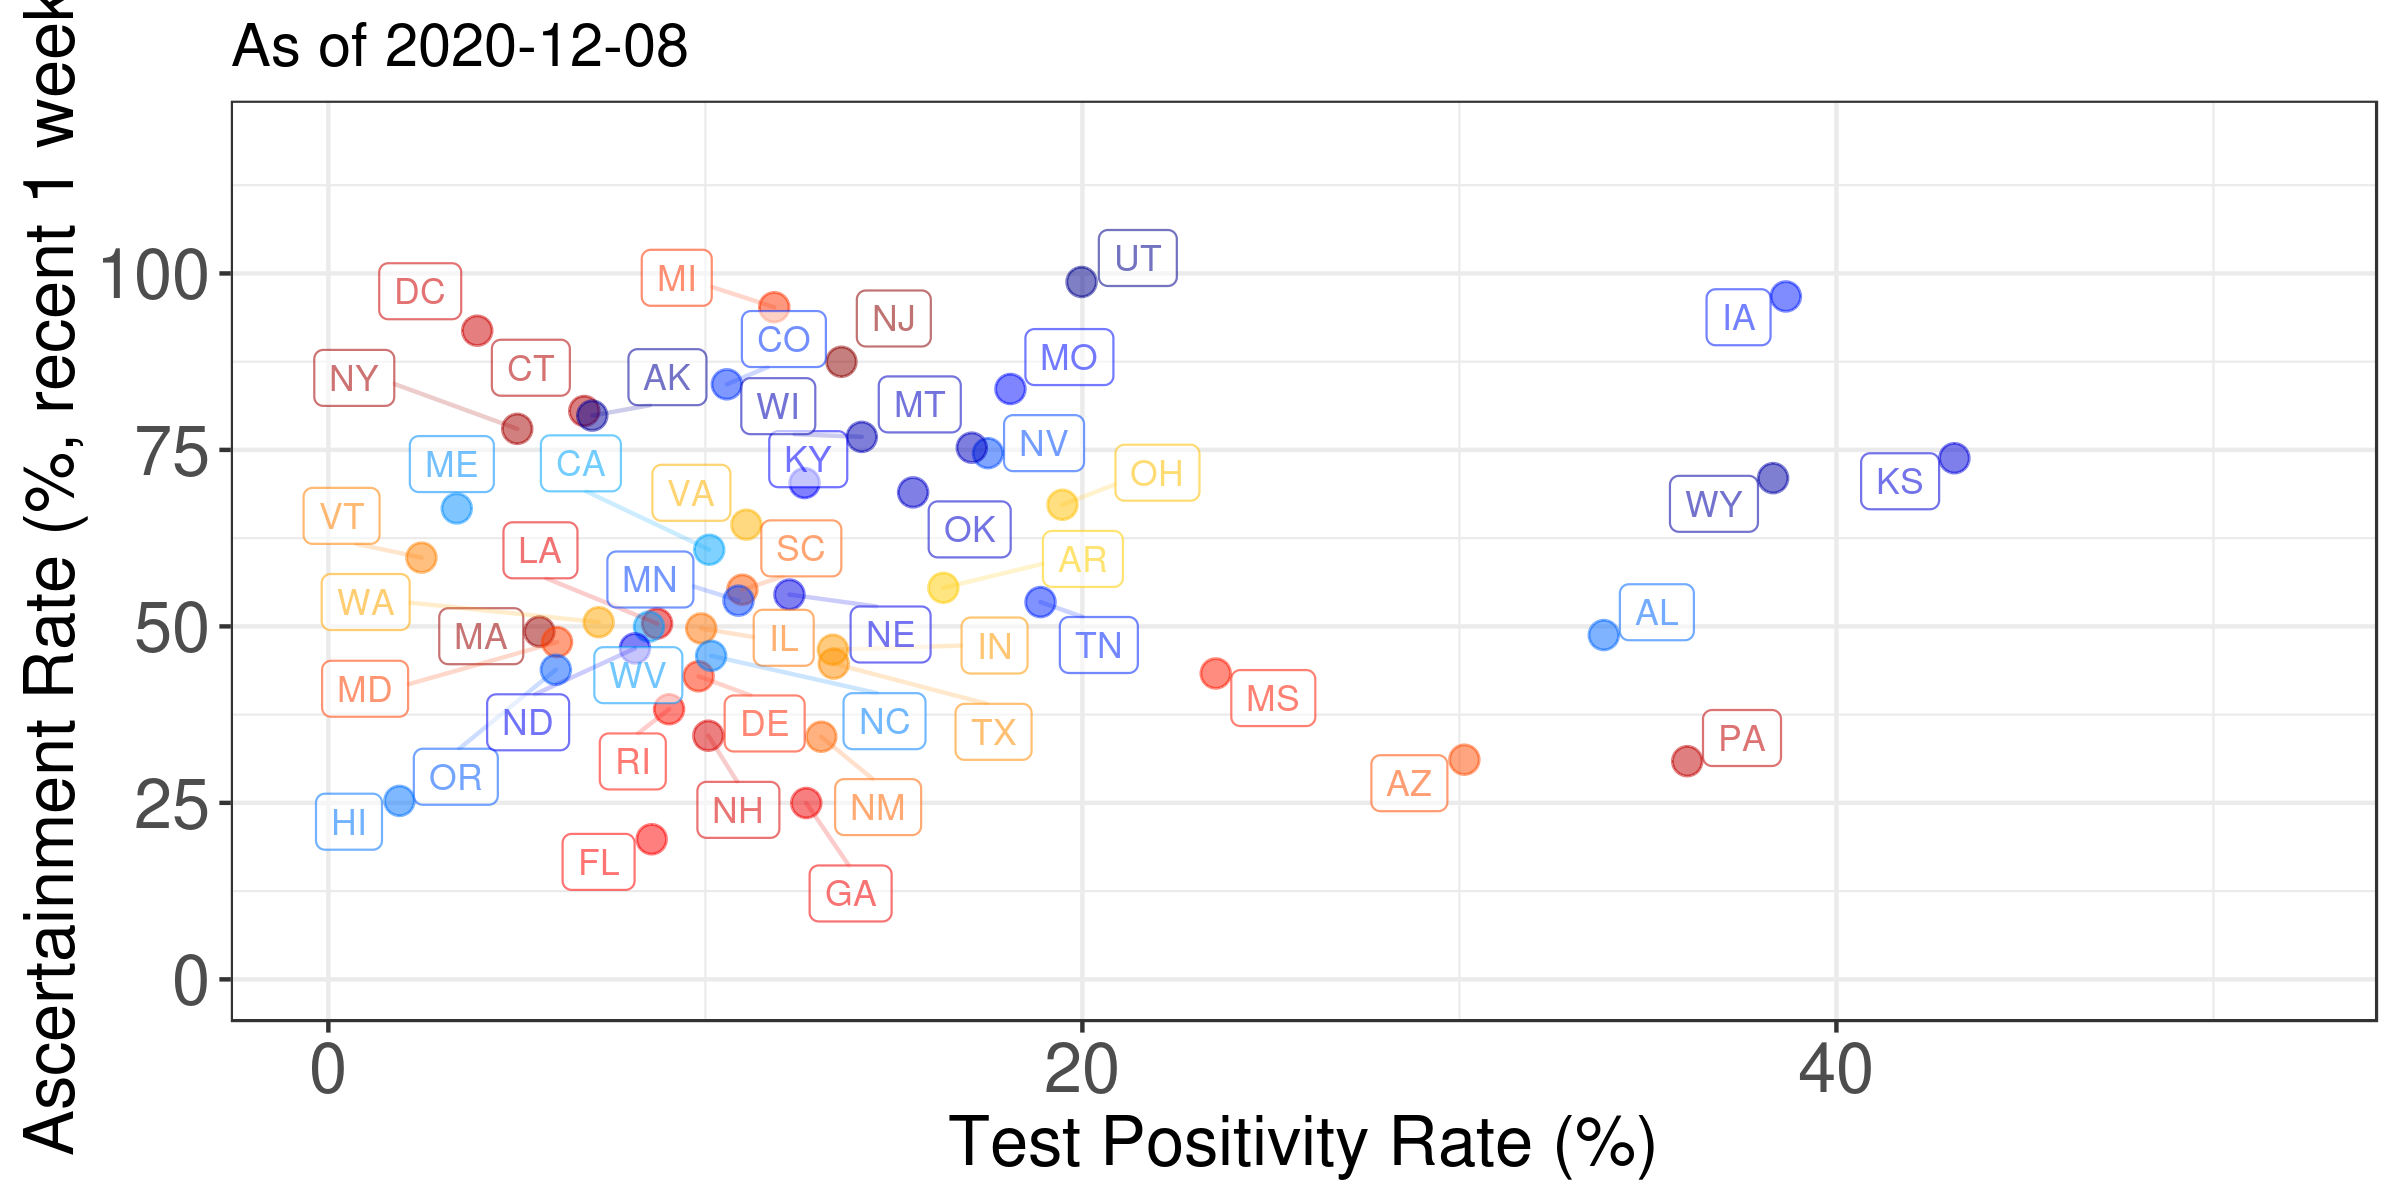 As of 2020-12-08
Ascertainment Rate (%, recent 1 week
100
75
50
25
0
UT
MI
DC
IA
NJ
CO
MO
CT
NY
AK
MT
WI
NV
KY
CA
ME
OH
KS
VA
WY
VT
OK
SC
LA
AR
MN
WA
AL
NE
MA
IL
IN
TN
WV
MD
MS
NC
ND
DE
TX
PA
RI
OR
AZ
NM
NH
HI
FL
GA
0
20
40
Test Positivity Rate (%)